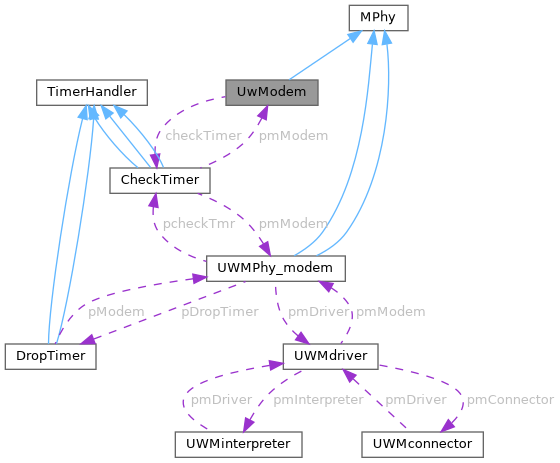 MPhy
TimerHandler
UwModem
checkTimer
pmModem
CheckTimer
pcheckTmr
pmModem
UWMPhy_modem
pModem
pDropTimer
pmDriver
pmModem
DropTimer
UWMdriver
pmDriver
pmInterpreter
pmDriver
pmConnector
UWMinterpreter
UWMconnector